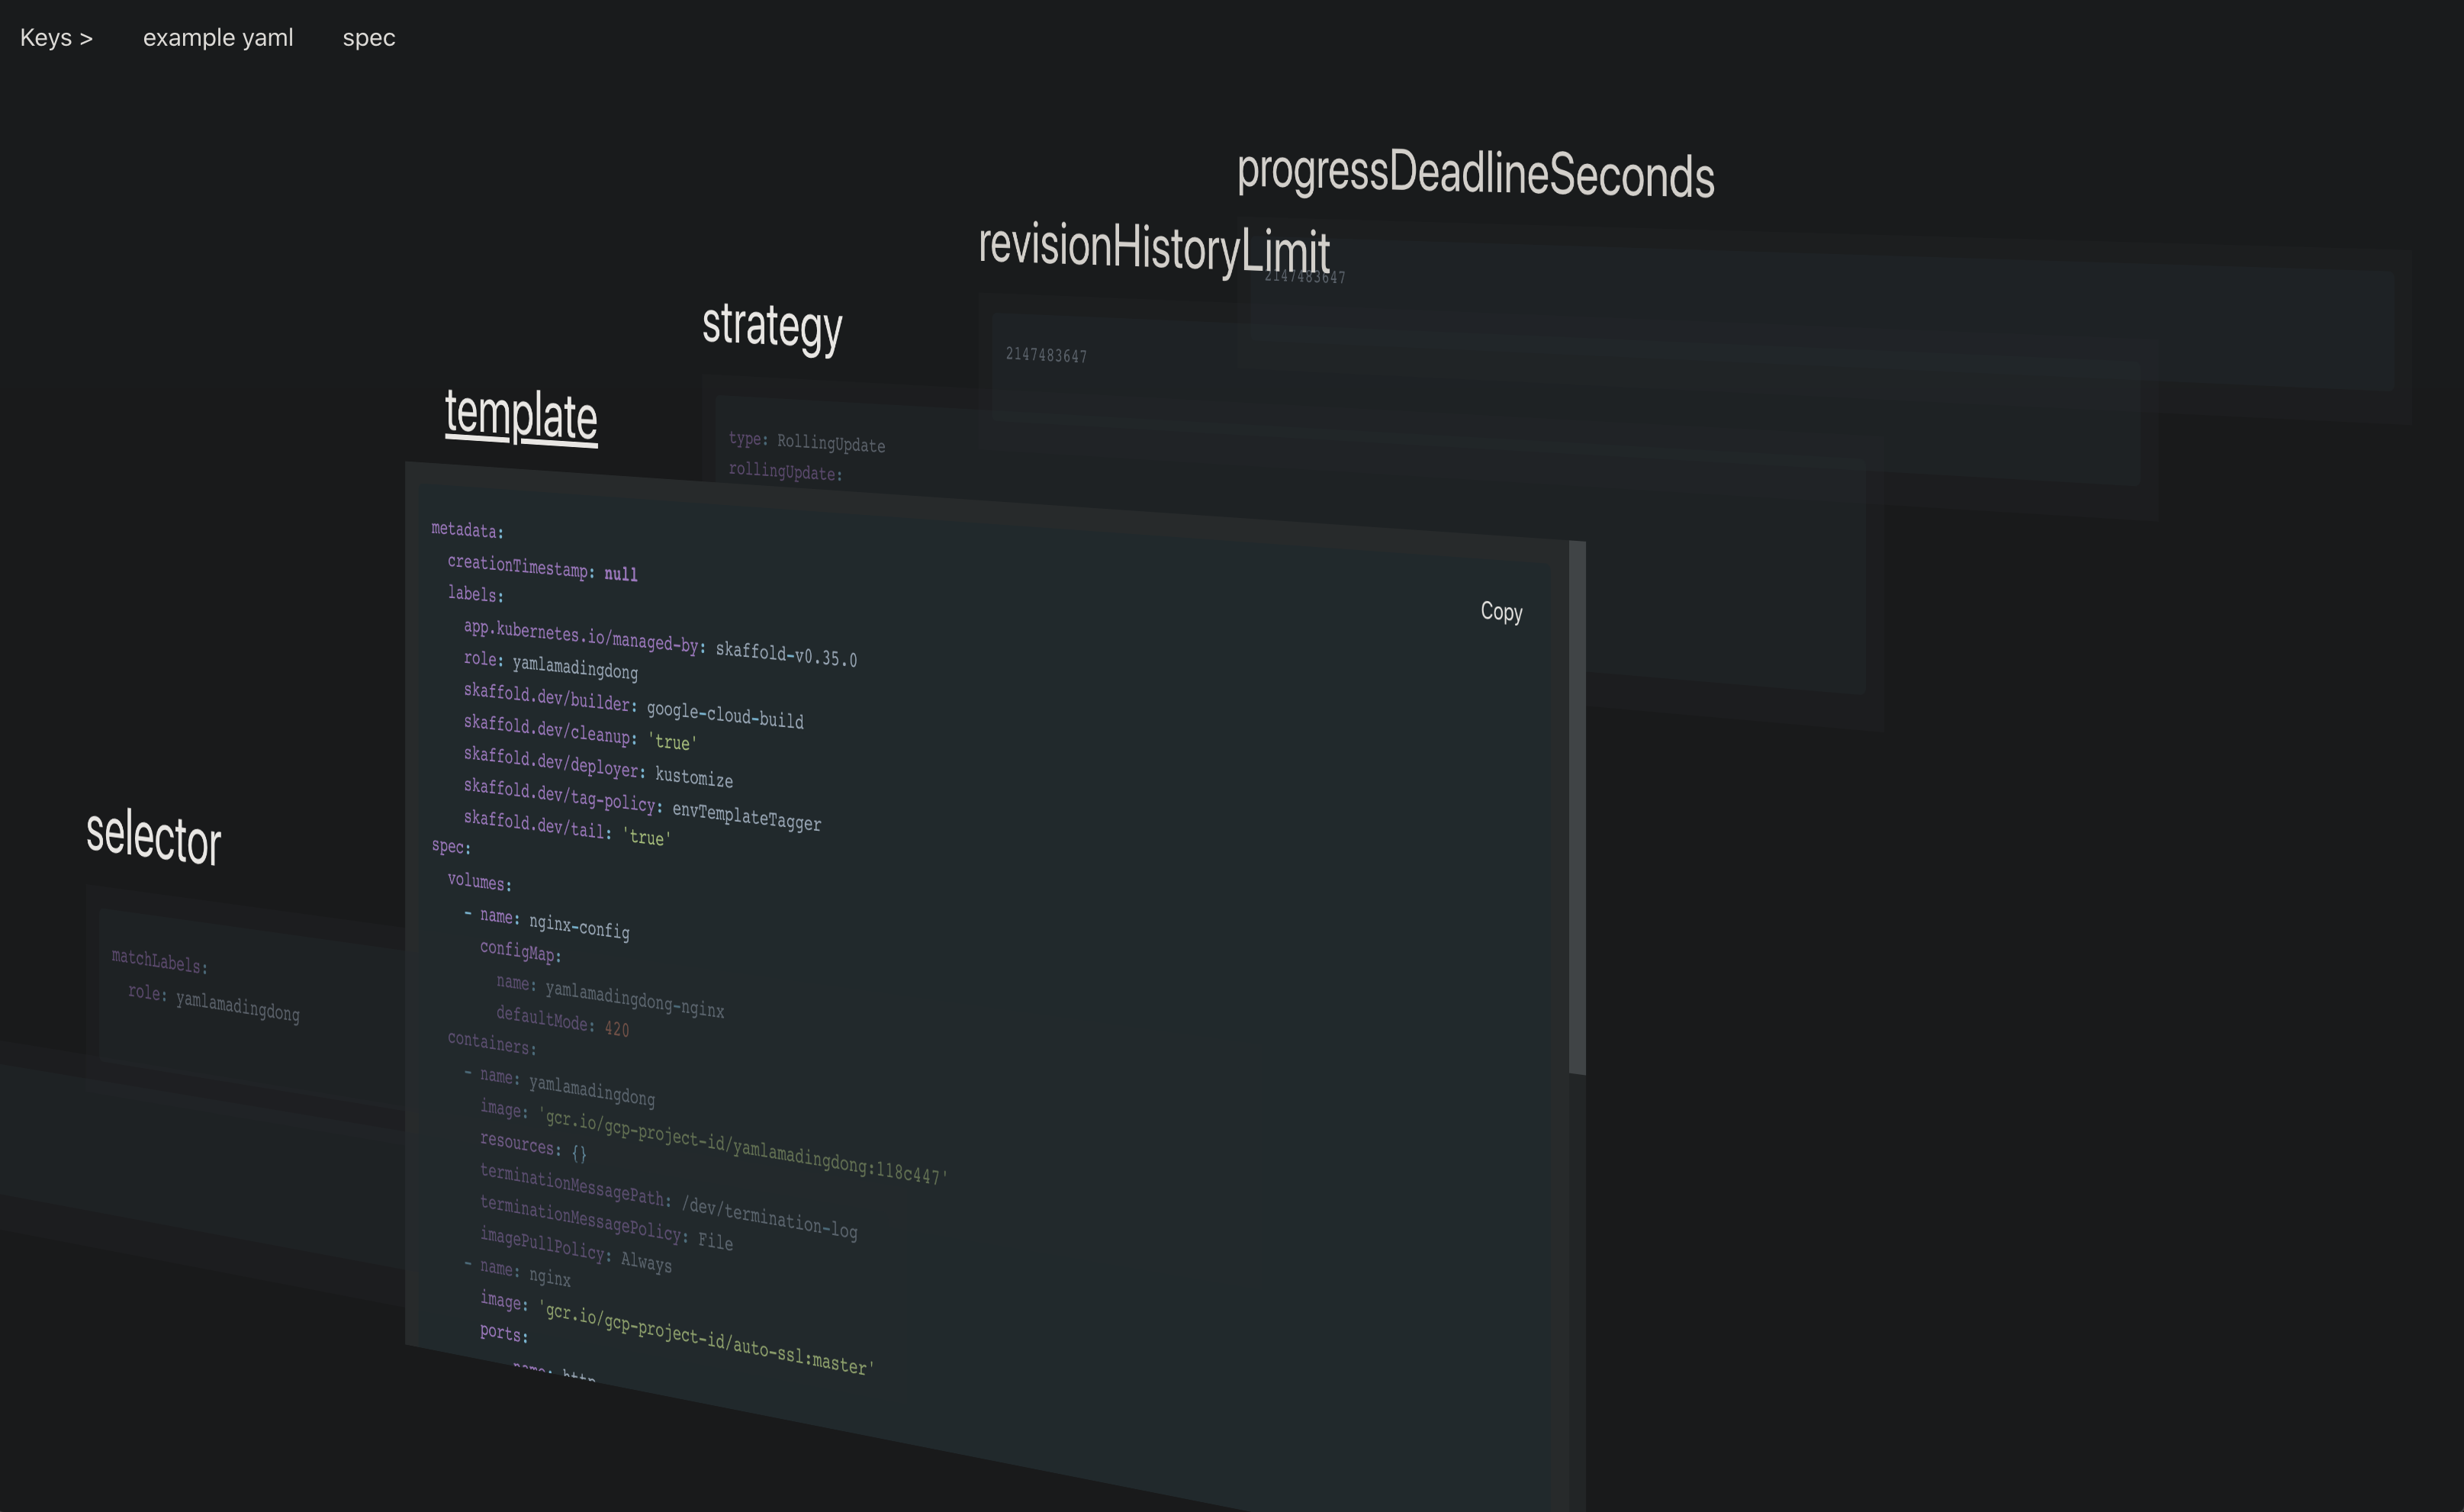 Keys > example yaml spec
progressDeadlineSeconds
2147483647
revisionHistoryLimit
2147483647
strategy
type: RollingUpdate
rollingUpdate:
template
Copy
metadata:
creationTimestamp: null
labels:
app.kubernetes.io/managed-by: skaffold-v0.35.0
role: yamlamadingdong
skaffold.dev/builder: google-cloud-build
skaffold.dev/cleanup: 'true'
skaffold.dev/deployer: kustomize
skaffold.dev/tag-policy: envTemplateTagger
skaffold.dev/tail: 'true'
spec:
volumes:
- name: nginx-config
configMap:
name: yamlamadingdong-nginx
defaultMode: 420
containers:
- name: yamlamadingdong
image: 'gcr.io/gcp-project-id/yamlamadingdong:118c447'
resources: {}
terminationMessagePath: /dev/termination-log
terminationMessagePolicy: File
imagePullPolicy: Always
- name: nginx
image: 'gcr.io/gcp-project-id/auto-ssl:master'
ports:
name: http
selector
matchLabels:
role: yamlamadingdong